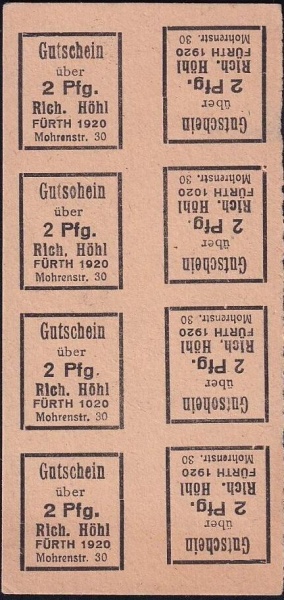 Gutschein
über
2 Pfg.
Rich. Höhl
FÜRTH 1920
Mohrenstr. 30
Gutschein
über
2 Pfg.
Rich. Höhl
FÜRTH 1920
Mohrenstr. 30
Gutsohein
über
2 Pfg.
Rich, Höhl
FÜRTH 1920
Mohrenstr. 30
Gutschein
über
2 Pfg.
Rich. Höhl
FÜRTH 1020
Mohrenstr. 30
Gutschein
über
2 Pfg.
Rich. Höhl
FÜRTH 1020
Mohrenstr. 30
Gutsohein
über
2 Pfg.
Rich, Höhl
FÜRTH 1920
Mohrenstr. 30
Gutschein
über
2 Pfg.
Rich. Höhl
FÜRTH 1920
Mohrenstr. 30
Gutschein
über
2 Pfg.
Rich. Höhl
FÜRTH 1920
Mohrenstr. 30